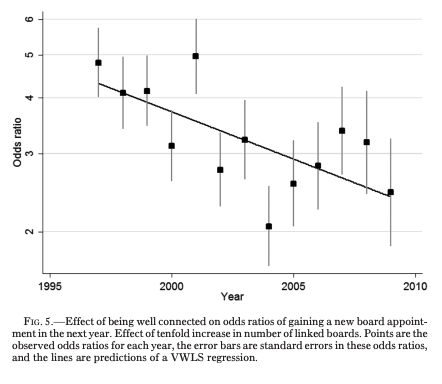 6
5
4
3
2
Odds ratio
1995
2000
2005
2010
Year
FIG. 5.—Effect of being well connected on odds ratios of gaining a new board appoint-
ment in the next year. Effect of tenfold increase in number of linked boards. Points are the
observed odds ratios for each year, the error bars are standard errors in these odds ratios,
and the lines are predictions of a VWLS regression.